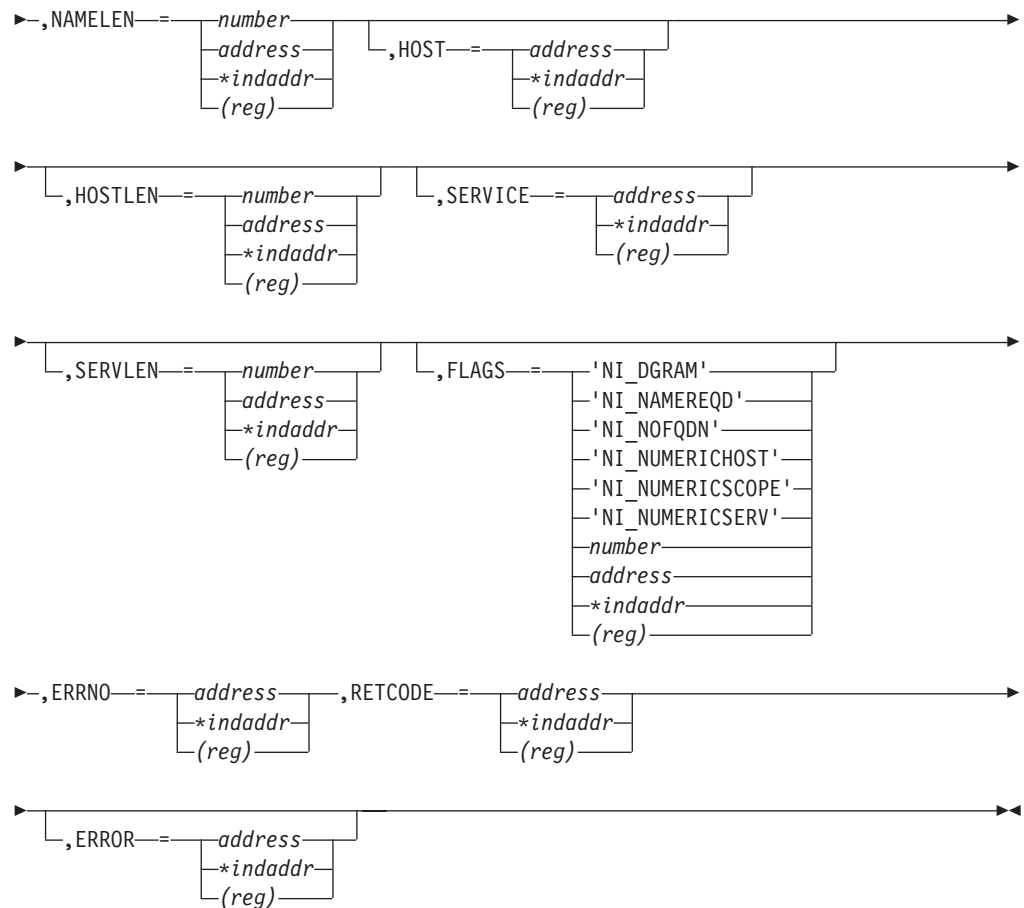 ,NAMELEN = number ,HOST = address
address *indaddr
*indaddr (reg)
(reg)
,HOSTLEN = number ,SERVICE = address
address *indaddr
*indaddr (reg)
(reg)
,SERVLEN = number ,FLAGS = 'NI_DGRAM'
address 'NI_NAMEREQD'
*indaddr 'NI_NOFQDN'
(reg) 'NI_NUMERICHOST'
'NI_NUMERICSCOPE'
'NI_NUMERICSERV'
number
address
*indaddr
(reg)
,ERRNO = address ,RETCODE = address
*indaddr *indaddr
(reg) (reg)
,ERROR = address
*indaddr
(reg)